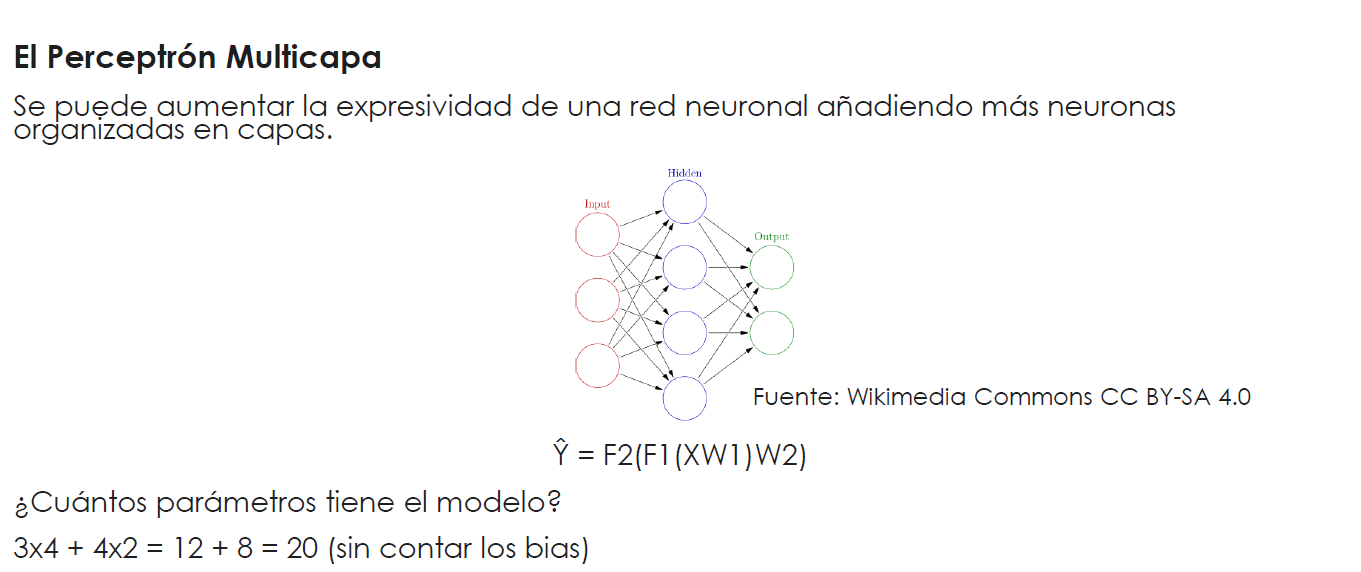 El Perceptrón Multicapa
Se puede aumentar la expresividad de una red neuronal añadiendo más neuronas
organizadas en capas.
Hidden
Input
Output
Fuente: Wikimedia Commons CC BY-SA 4.0
Ŷ = F2(F1(XW1)W2)
¿Cuántos parámetros tiene el modelo?
3x4 + 4x2 = 12 + 8 = 20 (sin contar los bias)